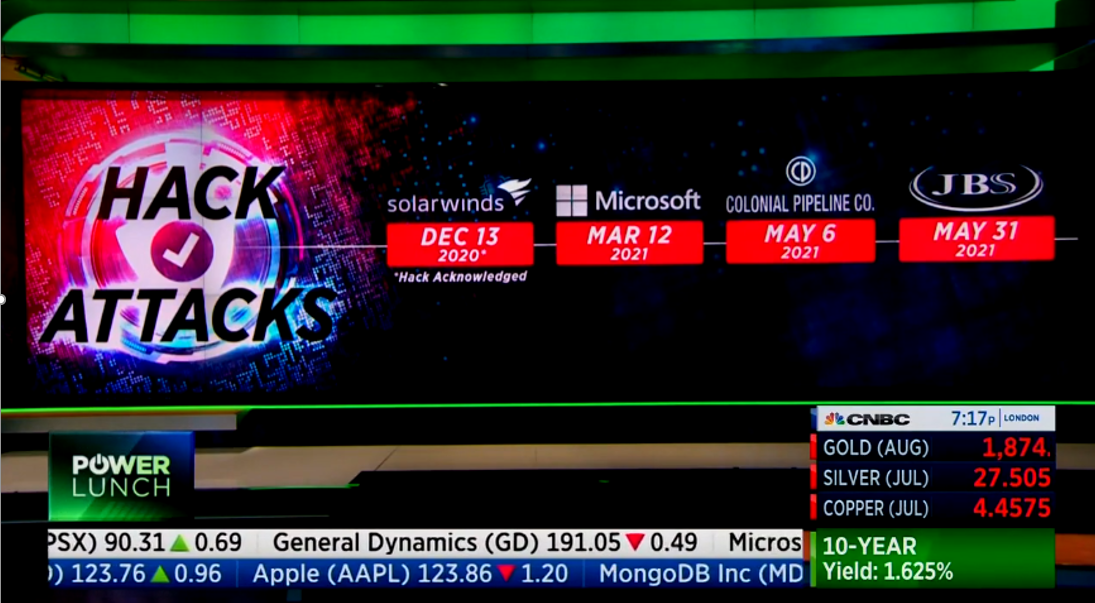 HACK
ATTACKS
solarwinds
DEC 13
2020*
*Hack Acknowledged
Microsoft
MAR 12
2021
CD
COLONIAL PIPELINE CO.
MAY 6
2021
JBS
MAY 31
2021
POWER
LUNCH
CNBC 7:17p LONDON
GOLD (AUG) 1,874.
SILVER (JUL) 27.505
COPPER (JUL) 4.4575
10-YEAR
Yield: 1.625%
PSX) 90.31 0.69 General Dynamics (GD) 191.05 0.49 Micros
) 123.76 0.96 Apple (AAPL) 123.86 1.20 MongoDB Inc (MD